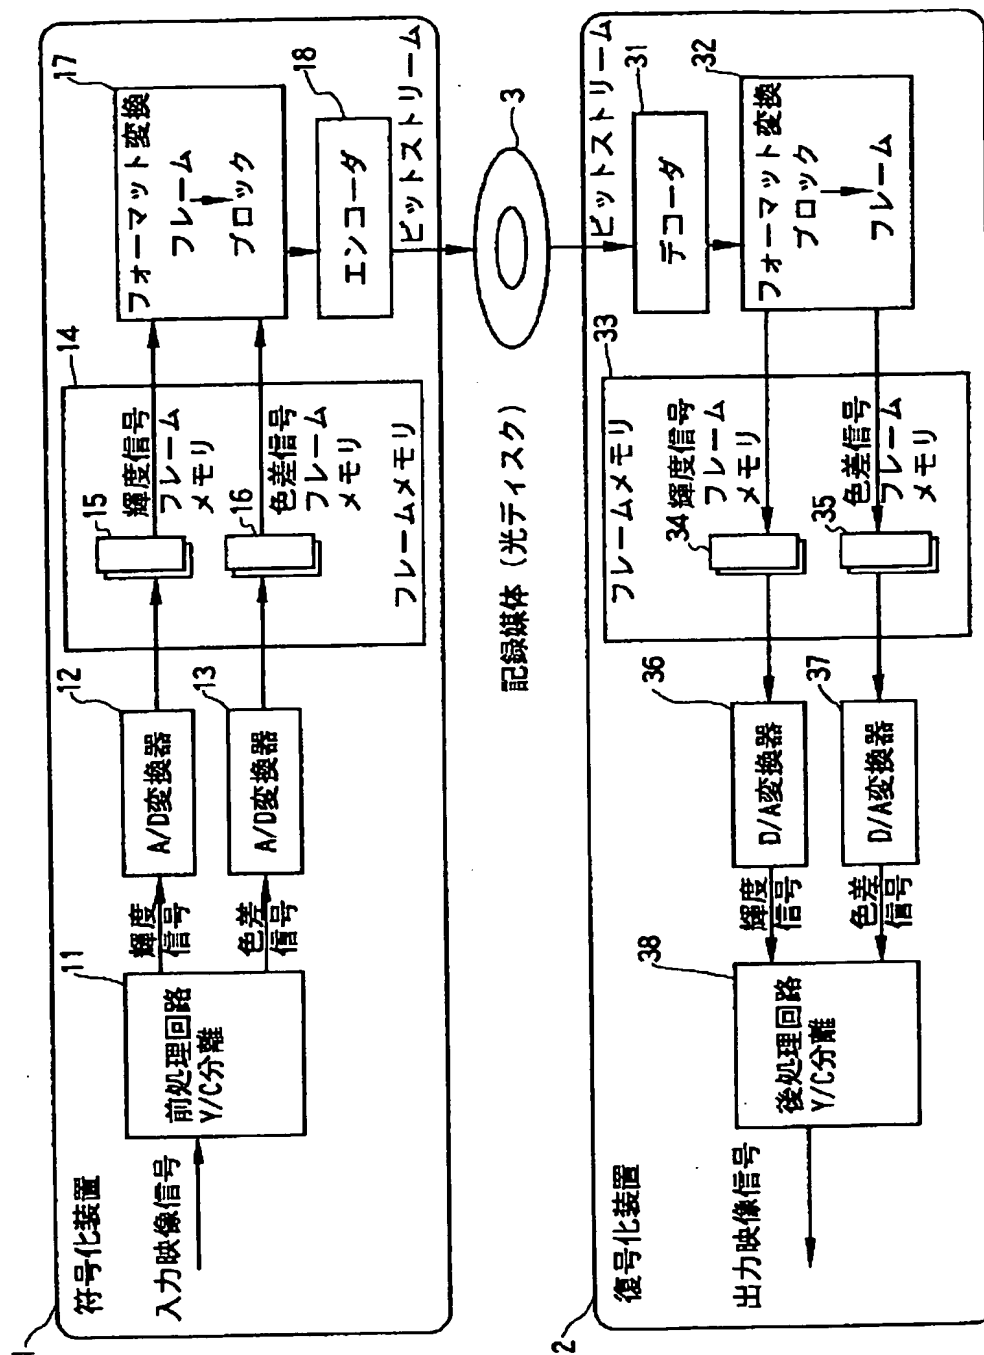 1
符号化装置
入力映像信号
11
前処理回路
Y/C分離
輝度
信号
色差
信号
12
A/D変換器
13
A/D変換器
14
15
輝度信号
フレーム
メモリ
16
色差信号
フレーム
メモリ
フレームメモリ
17
フォーマット変換
フレーム
ブロック
18
エンコーダ
ビットストリーム
3
記録媒体 (光ディスク)
2
復号化装置
ビットストリーム
31
デコーダ
32
フォーマット変換
ブロック
フレーム
33
フレームメモリ
34
輝度信号
フレーム
メモリ
35
色差信号
フレーム
メモリ
36
D/A変換器
37
D/A変換器
輝度
信号
色差
信号
38
後処理回路
Y/C分離
出力映像信号